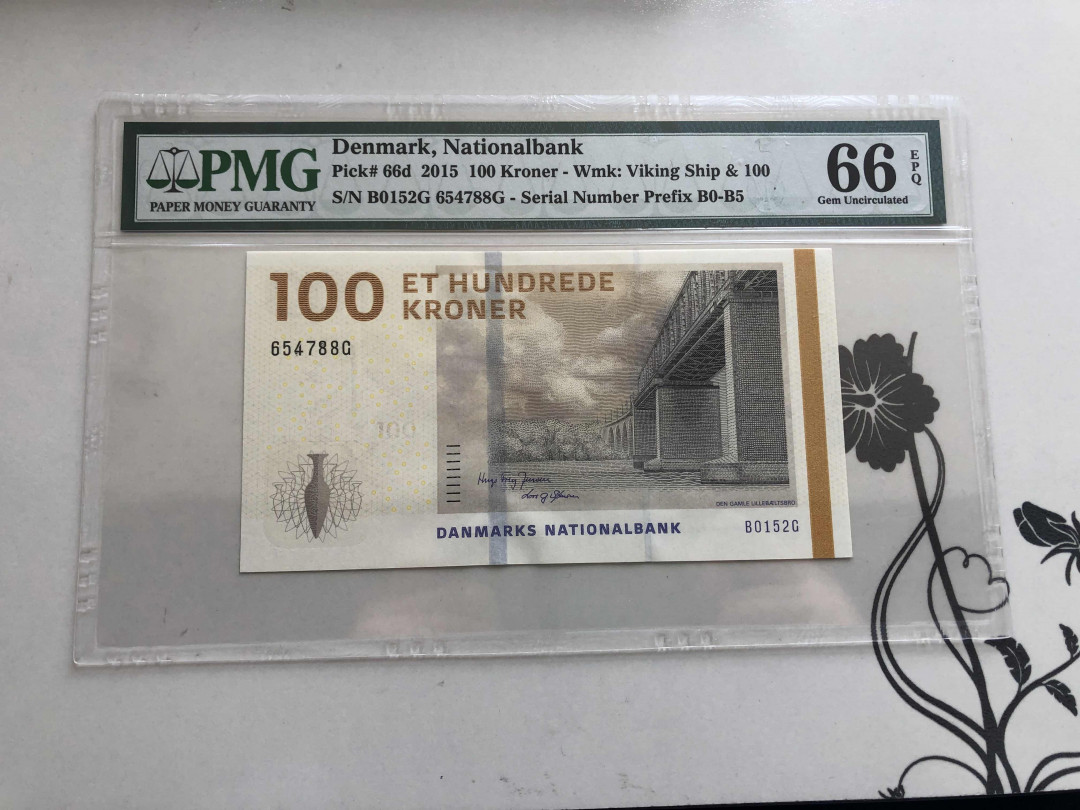 PMG
PAPER MONEY GUARANTY
Denmark, Nationalbank
Pick# 66d 2015 100 Kroner - Wmk: Viking Ship & 100
S/N B0152G 654788G - Serial Number Prefix B0-B5
66
EPQ
Gem Uncirculated
100 ET HUNDREDE
KRONER
654788G
100
DEN GAMLE LILLEBÆLTSBRO
DANMARKS NATIONALBANK
B0152G